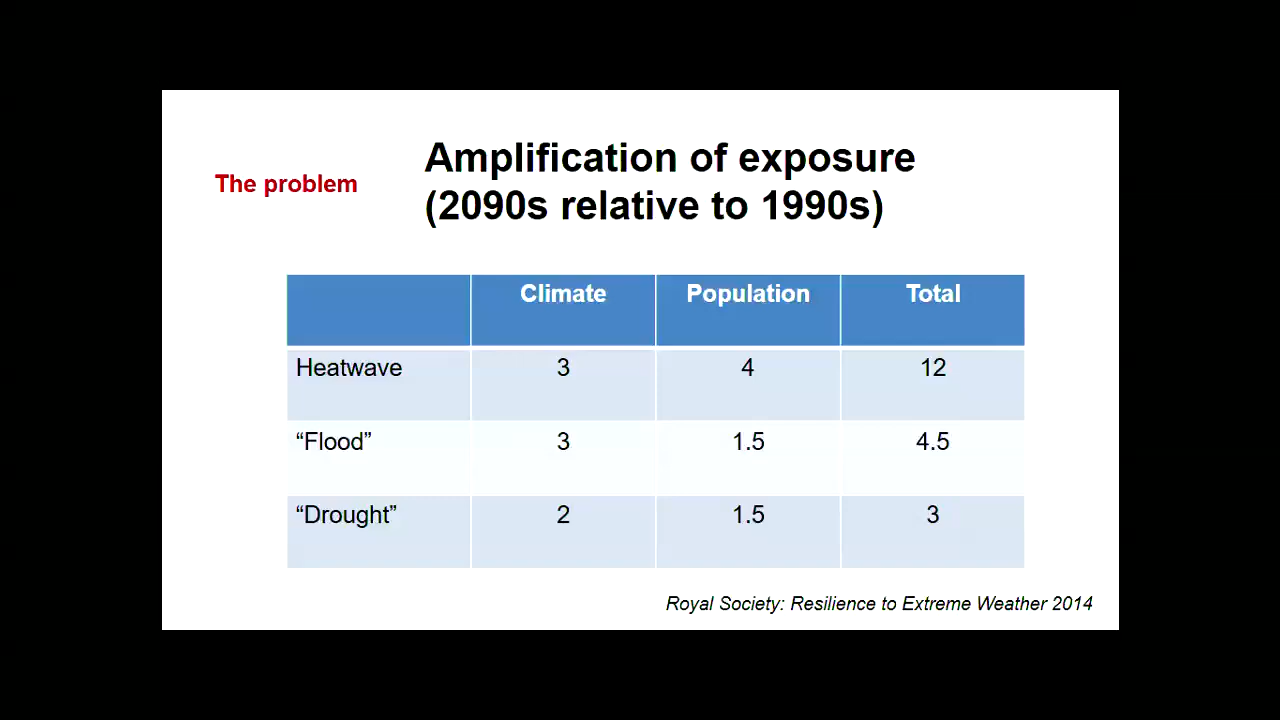 The problem
Amplification of exposure
(2090s relative to 1990s)
Climate Population Total
Heatwave 3 4 12
“Flood” 3 1.5 4.5
“Drought” 2 1.5 3
Royal Society: Resilience to Extreme Weather 2014